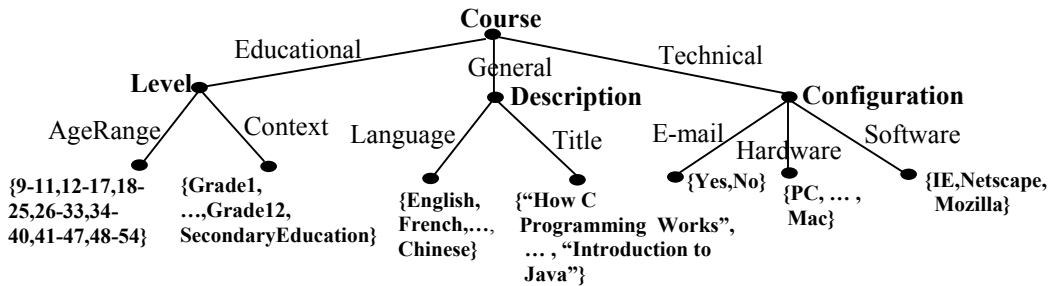 Course
Educational
General
Technical
Level
Description
Configuration
AgeRange
Context
Language
Title
E-mail
Hardware
Software
{9-11,12-17,18-
25,26-33,34-
40,41-47,48-54}
{Grade1,
…,Grade12,
SecondaryEducation}
{English,
French,…,
Chinese}
{“How C
Programming Works”,
… , “Introduction to
Java”}
{Yes,No}
{PC, … ,
Mac}
{IE,Netscape,
Mozilla}